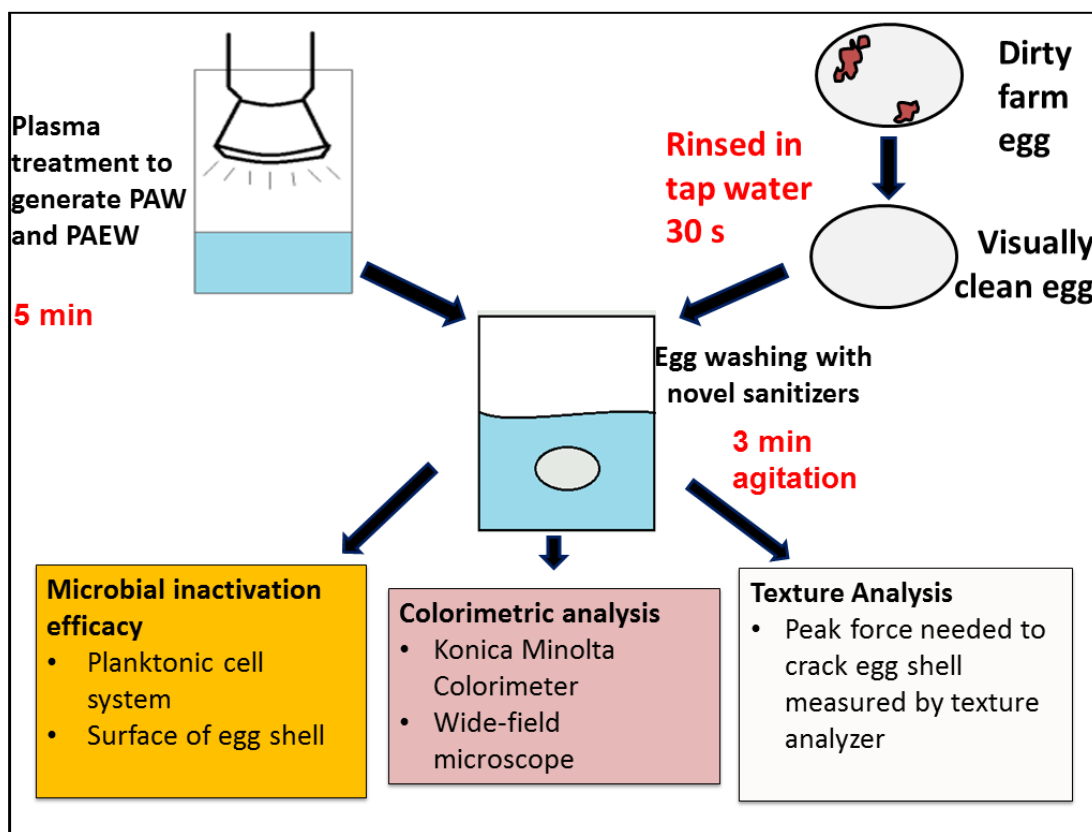 Plasma
treatment to
generate PAW
and PAEW
5 min
Dirty
farm
egg
Rinsed in
tap water
30 s
Visually
clean egg
Egg washing with
novel sanitizers
3 min
agitation
Microbial inactivation
efficacy
• Planktonic cell
system
• Surface of egg shell
Colorimetric analysis
• Konica Minolta
Colorimeter
• Wide-field
microscope
Texture Analysis
• Peak force needed to
crack egg shell
measured by texture
analyzer